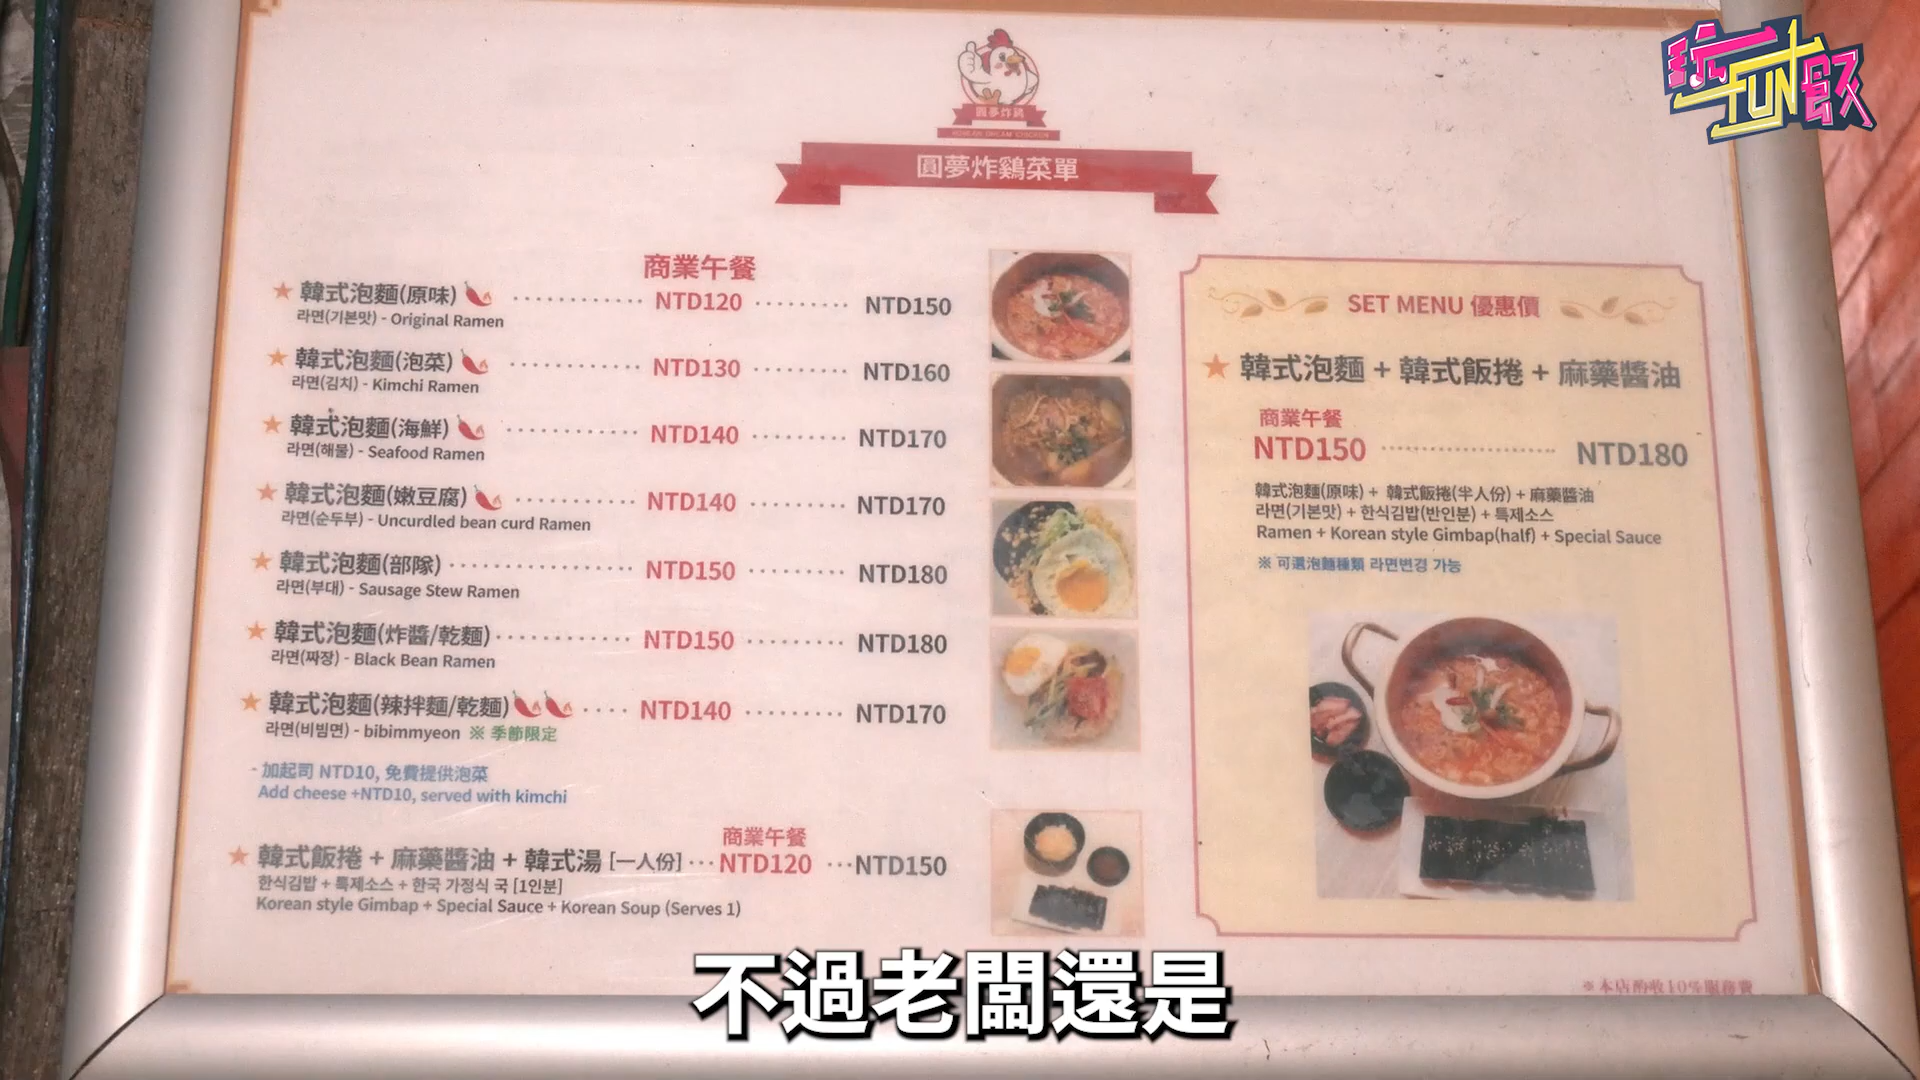 玩FUN飯
圓夢炸鷄
KOREAN DREAM CHICKEN
圓夢炸鷄菜單
商業午餐
韓式泡麵(原味) NTD120 NTD150
라면(기본맛) - Original Ramen
韓式泡麵(泡菜) NTD130 NTD160
라면(김치) - Kimchi Ramen
韓式泡麵(海鮮) NTD140 NTD170
라면(해물) - Seafood Ramen
韓式泡麵(嫩豆腐) NTD140 NTD170
라면(순두부) - Uncurdled bean curd Ramen
韓式泡麵(部隊) NTD150 NTD180
라면(부대) - Sausage Stew Ramen
韓式泡麵(炸醬/乾麵) NTD150 NTD180
라면(짜장) - Black Bean Ramen
韓式泡麵(辣拌麵/乾麵) NTD140 NTD170
라면(비빔면) - bibimmyeon ※ 季節限定
- 加起司 NTD10, 免費提供泡菜
Add cheese +NTD10, served with kimchi
商業午餐
韓式飯捲 + 麻藥醬油 + 韓式湯 [一人份] NTD120 NTD150
한식김밥 + 특제소스 + 한국 가정식 국 [1인분]
Korean style Gimbap + Special Sauce + Korean Soup (Serves 1)
SET MENU 優惠價
韓式泡麵 + 韓式飯捲 + 麻藥醬油
商業午餐
NTD150 NTD180
韓式泡麵(原味) + 韓式飯捲(半人份) + 麻藥醬油
라면(기본맛) + 한식김밥(반인분) + 특제소스
Ramen + Korean style Gimbap(half) + Special Sauce
※ 可選泡麵種類 라면변경 가능
※本店酌收10%服務費
不過老闆還是